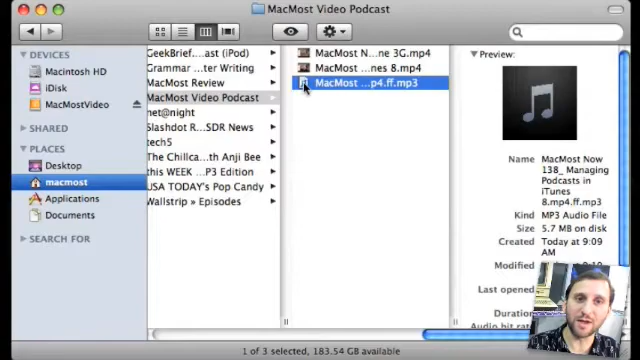 MacMost Video Podcast
DEVICES
Macintosh HD
iDisk
MacMostVideo
SHARED
PLACES
Desktop
macmost
Applications
Documents
SEARCH FOR
GeekBrief....ast (iPod)
Grammar ...ter Writing
MacMost Review
MacMost Video Podcast
net@night
Slashdot R...SDR News
tech5
The Chillca...h Anji Bee
this WEEK ...P3 Edition
USA TODAY's Pop Candy
Wallstrip » Episodes
MacMost N...ne 3G.mp4
MacMost ...nes 8.mp4
MacMost ...p4.ff.mp3
Preview:
Name MacMost Now
138_ Managing
Podcasts in
iTunes
8.mp4.ff.mp3
Kind MP3 Audio File
Size 5.7 MB on disk
Created Today at 9:09
AM
Modified
Last opened
Duration
Audio bit rate
1 of 3 selected, 183.54 GB available